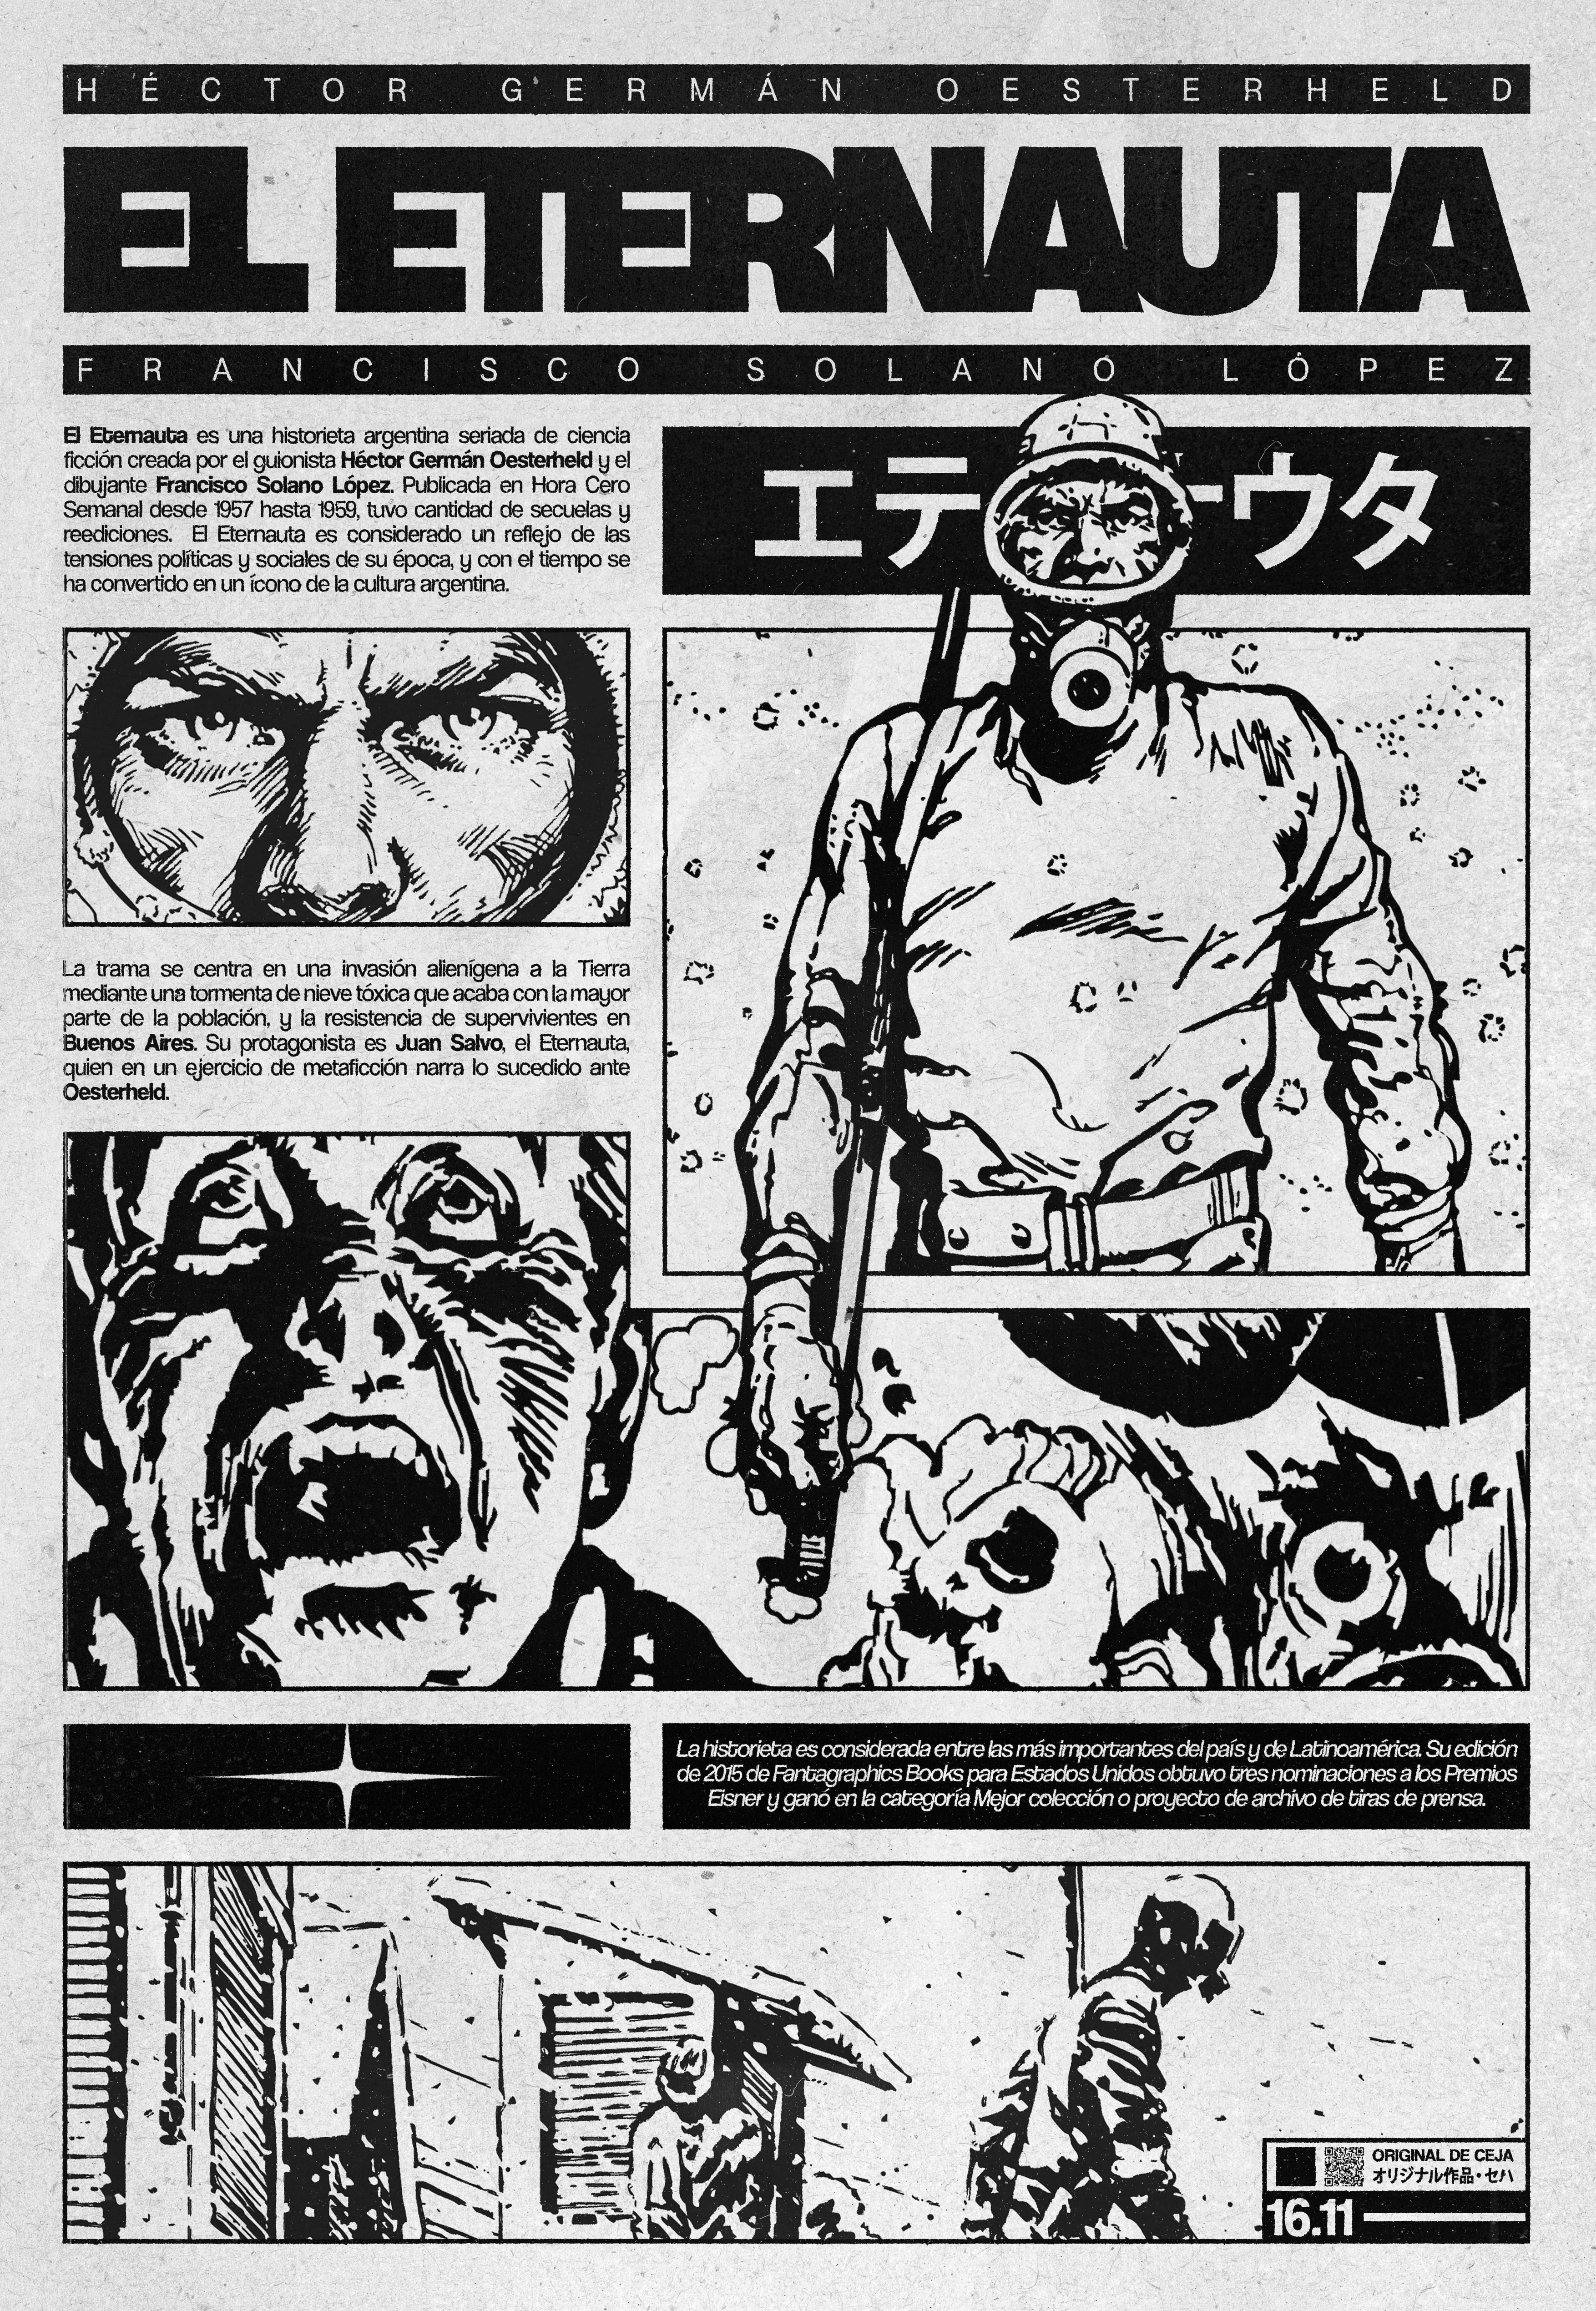 HÉCTOR GERMÁN OESTERHELD
EL ETERNAUTA
FRANCISCO SOLANO LÓPEZ
El Eternauta es una historieta argentina seriada de ciencia
ficción creada por el guionista Héctor Germán Oesterheld y el
dibujante Francisco Solano López. Publicada en Hora Cero
Semanal desde 1957 hasta 1959, tuvo cantidad de secuelas y
reediciones. El Eternauta es considerado un reflejo de las
tensiones políticas y sociales de su época, y con el tiempo se
ha convertido en un ícono de la cultura argentina.
エテ
ウタ
La trama se centra en una invasión alienígena a la Tierra
mediante una tormenta de nieve tóxica que acaba con la mayor
parte de la población, y la resistencia de supervivientes en
Buenos Aires. Su protagonista es Juan Salvo, el Eternauta,
quien en un ejercicio de metaficción narra lo sucedido ante
Oesterheld.
La historieta es considerada entre las más importantes del país y de Latinoamérica. Su edición
de 2015 de Fantagraphics Books para Estados Unidos obtuvo tres nominaciones a los Premios
Eisner y ganó en la categoría Mejor colección o proyecto de archivo de tiras de prensa.
ORIGINAL DE CEJA
オリジナル作品・セハ
16.11